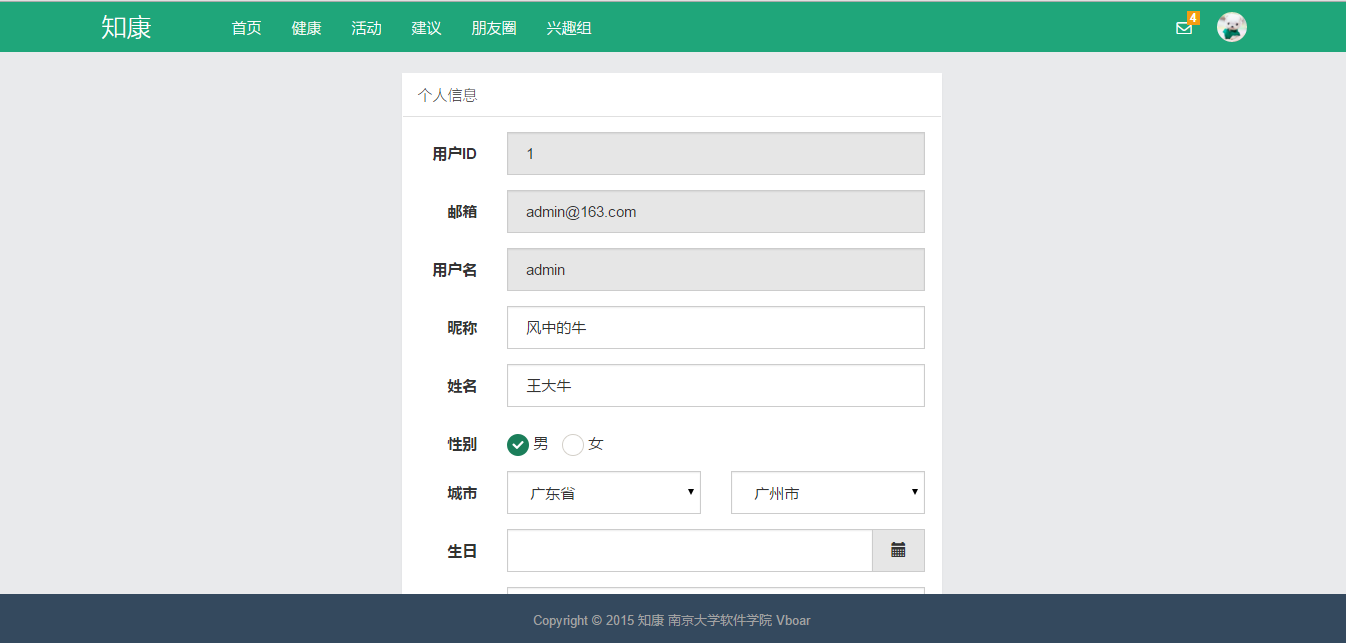 知康 首页 健康 活动 建议 朋友圈 兴趣组 4
个人信息
用户ID 1
邮箱 admin@163.com
用户名 admin
昵称 风中的牛
姓名 王大牛
性别 男 女
城市 广东省 广州市
生日
Copyright © 2015 知康 南京大学软件学院 Vboar